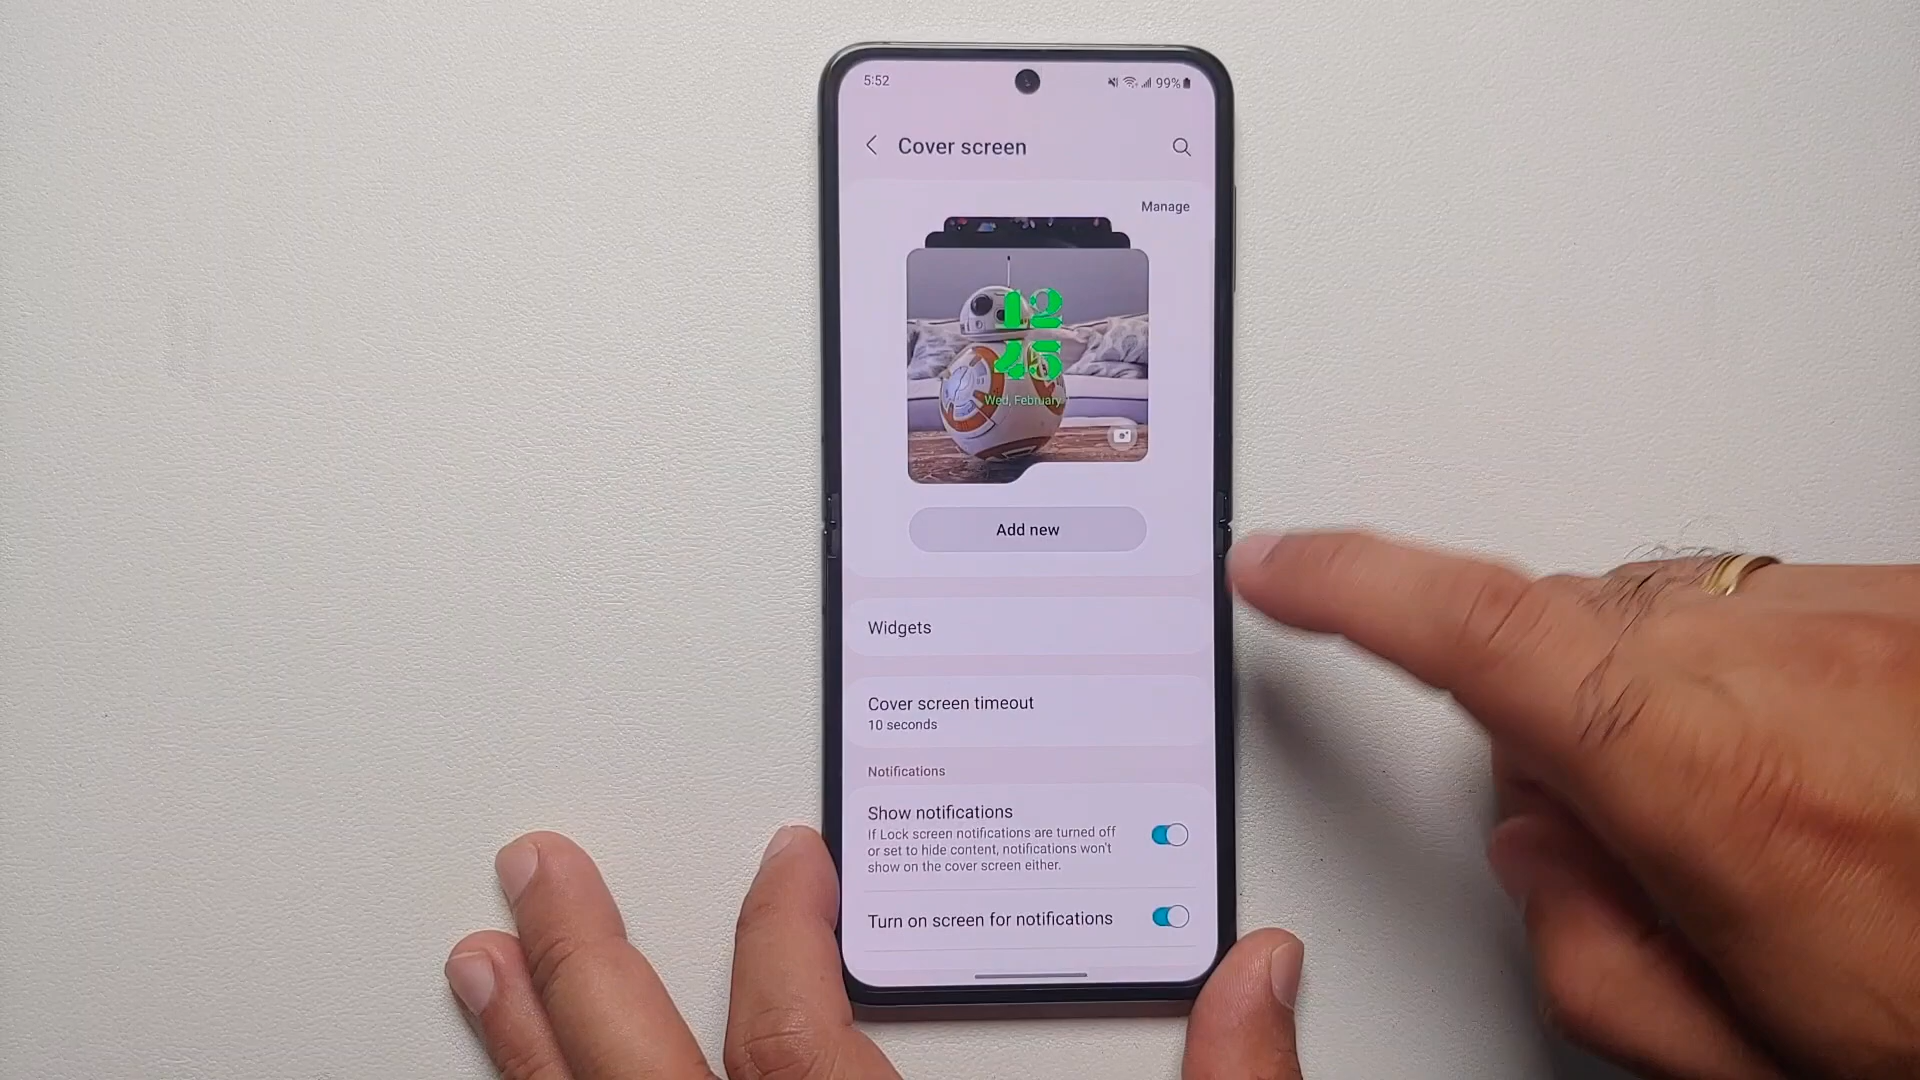 5:52
99%
Cover screen
Manage
12
45
Wed, February
Add new
Widgets
Cover screen timeout
10 seconds
Notifications
Show notifications
If Lock screen notifications are turned off
or set to hide content, notifications won't
show on the cover screen either.
Turn on screen for notifications